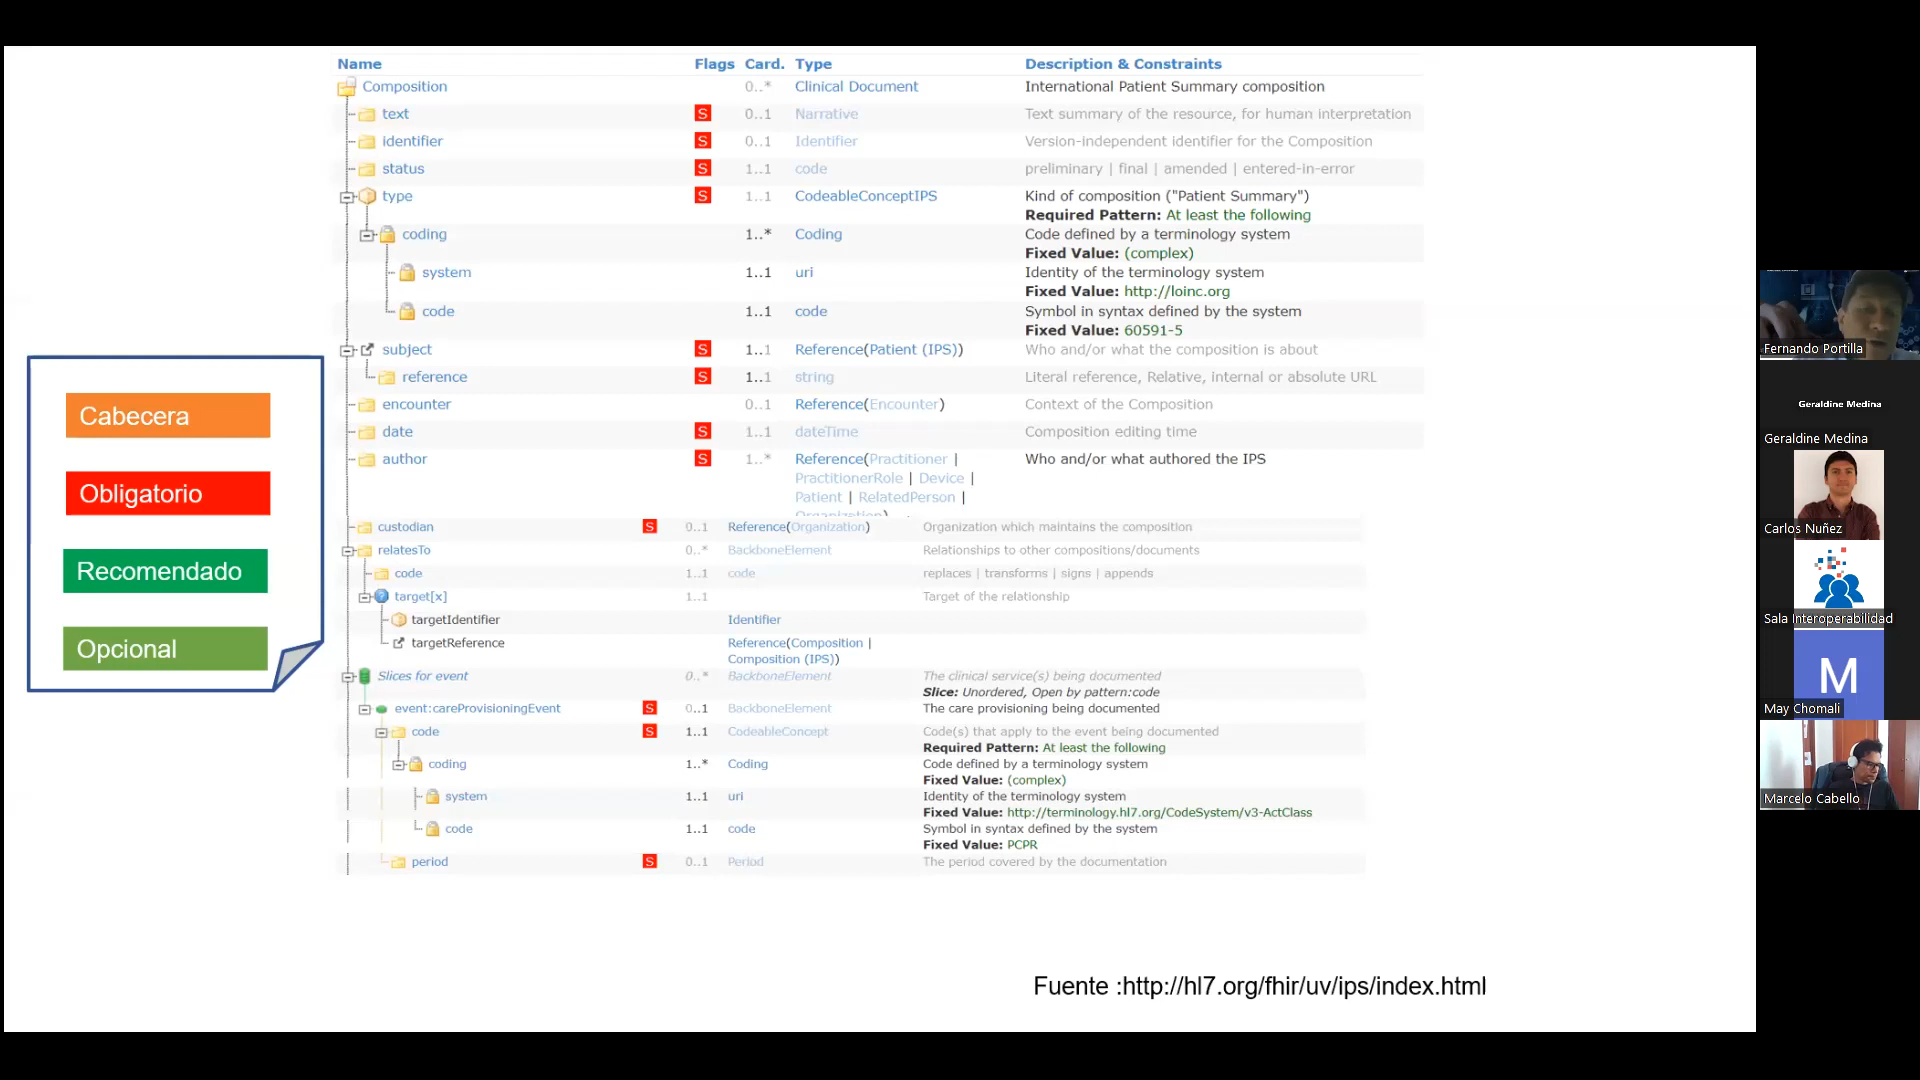 Name Flags Card. Type Description & Constraints
Composition 0..* Clinical Document International Patient Summary composition
text S 0..1 Narrative Text summary of the resource, for human interpretation
identifier S 0..1 Identifier Version-independent identifier for the Composition
status S 1..1 code preliminary | final | amended | entered-in-error
type S 1..1 CodeableConceptIPS Kind of composition ("Patient Summary")
Required Pattern: At least the following
coding 1..* Coding Code defined by a terminology system
Fixed Value: (complex)
system 1..1 uri Identity of the terminology system
Fixed Value: http://loinc.org
code 1..1 code Symbol in syntax defined by the system
Fixed Value: 60591-5
subject S 1..1 Reference(Patient (IPS)) Who and/or what the composition is about
reference S 1..1 string Literal reference, Relative, internal or absolute URL
encounter 0..1 Reference(Encounter) Context of the Composition
date S 1..1 dateTime Composition editing time
author S 1..* Reference(Practitioner | Who and/or what authored the IPS
PractitionerRole | Device |
Patient | RelatedPerson |
Organization)
custodian S 0..1 Reference(Organization) Organization which maintains the composition
relatesTo 0..* BackboneElement Relationships to other compositions/documents
code 1..1 code replaces | transforms | signs | appends
target[x] 1..1 Target of the relationship
targetIdentifier Identifier
targetReference Reference(Composition |
Composition (IPS))
Slices for event 0..* BackboneElement The clinical service(s) being documented
Slice: Unordered, Open by pattern:code
event:careProvisioningEvent S 0..1 BackboneElement The care provisioning being documented
code S 1..1 CodeableConcept Code(s) that apply to the event being documented
Required Pattern: At least the following
coding 1..* Coding Code defined by a terminology system
Fixed Value: (complex)
system 1..1 uri Identity of the terminology system
Fixed Value: http://terminology.hl7.org/CodeSystem/v3-ActClass
code 1..1 code Symbol in syntax defined by the system
Fixed Value: PCPR
period S 0..1 Period The period covered by the documentation
Cabecera
Obligatorio
Recomendado
Opcional
Fuente :http://hl7.org/fhir/uv/ips/index.html
Fernando Portilla
Geraldine Medina
Geraldine Medina
Carlos Nuñez
Sala Interoperabilidad
M
May Chomali
Marcelo Cabello